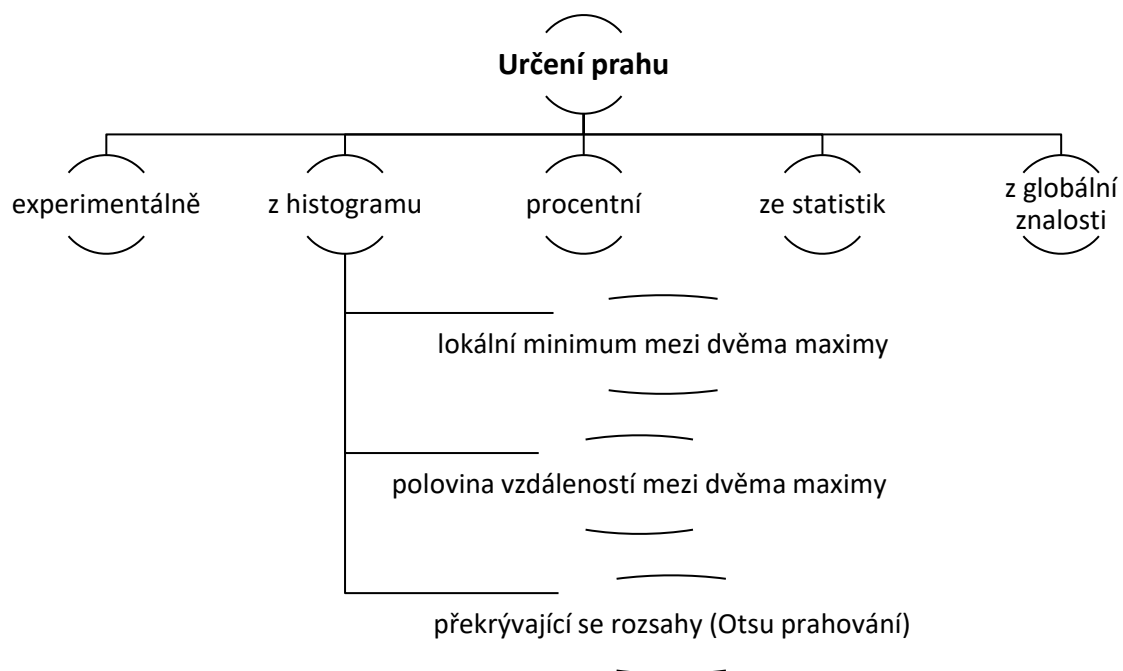 Určení prahu
experimentálně
z histogramu
procentní
ze statistik
z globální
znalosti
lokální minimum mezi dvěma maximy
polovina vzdáleností mezi dvěma maximy
překrývající se rozsahy (Otsu prahování)